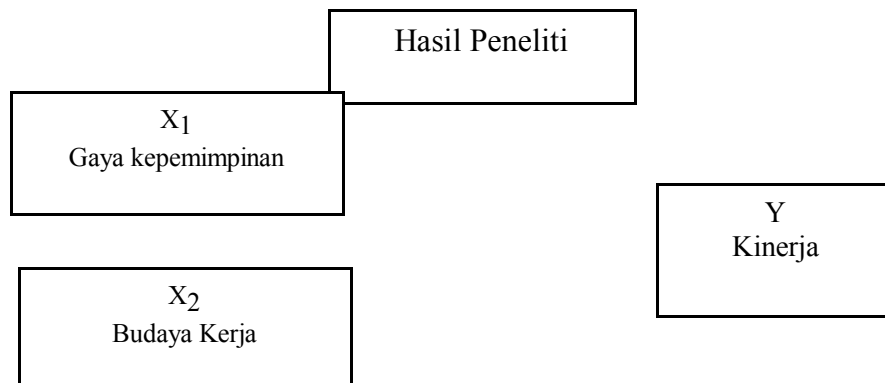 Hasil Peneliti
X1
Gaya kepemimpinan
Y
Kinerja
X2
Budaya Kerja